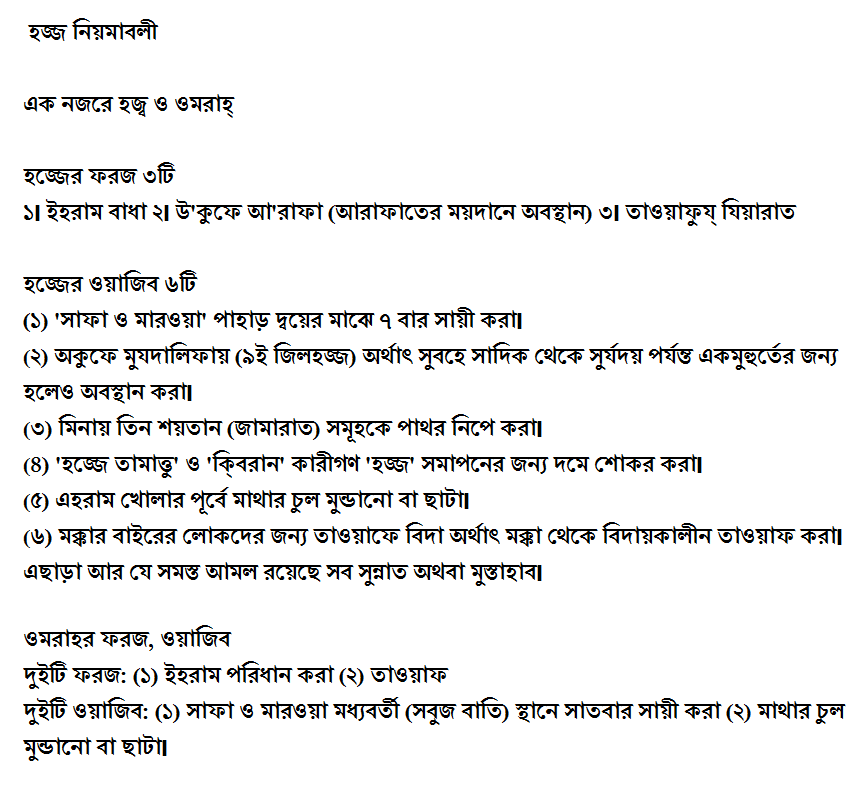 হজ্জ নিয়মাবলী
এক নজরে হজ্ব ও ওমরাহ্
হজ্জের ফরজ ৩টি
১। ইহরাম বাধা ২। উ'কুফে আ'রাফা (আরাফাতের ময়দানে অবস্থান) ৩। তাওয়াফুয্ যিয়ারাত
হজ্জের ওয়াজিব ৬টি
(১) 'সাফা ও মারওয়া' পাহাড় দ্বয়ের মাঝে ৭ বার সায়ী করা।
(২) অকুফে মুযদালিফায় (৯ই জিলহজ্জ) অর্থাৎ সুবহে সাদিক থেকে সুর্যদয় পর্যন্ত একমুহুর্তের জন্য
হলেও অবস্থান করা।
(৩) মিনায় তিন শয়তান (জামারাত) সমূহকে পাথর নিপে করা।
(৪) 'হজ্জে তামাত্তু' ও 'কি্বরান' কারীগণ 'হজ্জ' সমাপনের জন্য দমে শোকর করা।
(৫) এহরাম খোলার পূর্বে মাথার চুল মুন্ডানো বা ছাটা।
(৬) মক্কার বাইরের লোকদের জন্য তাওয়াফে বিদা অর্থাৎ মক্কা থেকে বিদায়কালীন তাওয়াফ করা।
এছাড়া আর যে সমস্ত আমল রয়েছে সব সুন্নাত অথবা মুস্তাহাব।
ওমরাহর ফরজ, ওয়াজিব
দুইটি ফরজ: (১) ইহরাম পরিধান করা (২) তাওয়াফ
দুইটি ওয়াজিব: (১) সাফা ও মারওয়া মধ্যবর্তী (সবুজ বাতি) স্থানে সাতবার সায়ী করা (২) মাথার চুল
মুন্ডানো বা ছাটা।